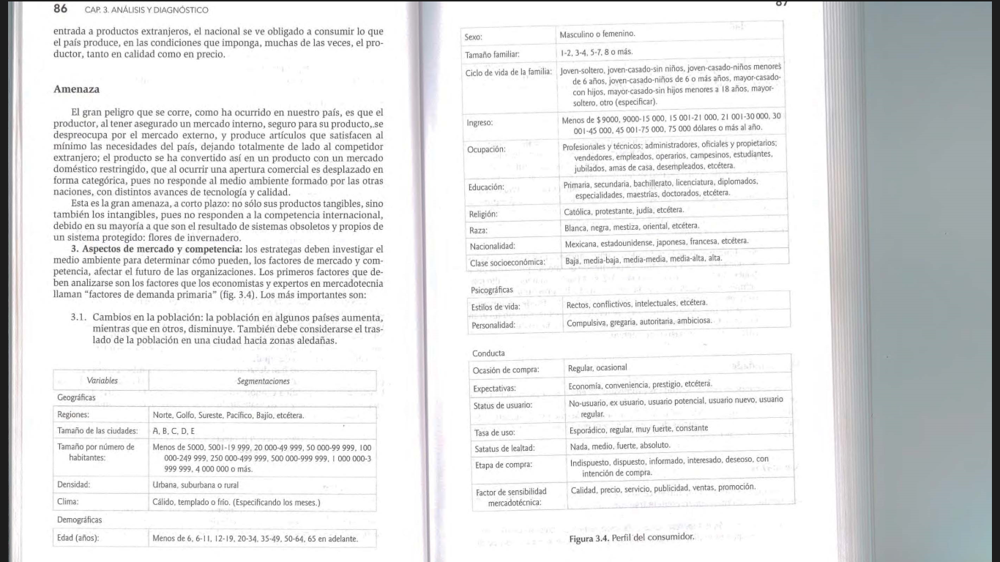 86 CAP. 3. ANÁLISIS Y DIAGNÓSTICO
entrada a productos extranjeros, el nacional se ve obligado a consumir lo que
el país produce, en las condiciones que imponga, muchas de las veces, el pro-
ductor, tanto en calidad como en precio.
Amenaza
El gran peligro que se corre, como ha ocurrido en nuestro país, es que el
productor, al tener asegurado un mercado interno, seguro para su producto, se
despreocupa por el mercado externo, y produce artículos que satisfacen al
mínimo las necesidades del país, dejando totalmente de lado al competidor
extranjero; el producto se ha convertido así en un producto con un mercado
doméstico restringido, que al ocurrir una apertura comercial es desplazado en
forma categórica, pues no responde al medio ambiente formado por las otras
naciones, con distintos avances de tecnología y calidad.
Esta es la gran amenaza, a corto plazo: no sólo sus productos tangibles, sino
también los intangibles, pues no responden a la competencia internacional,
debido en su mayoría a que son el resultado de sistemas obsoletos y propios de
un sistema protegido: flores de invernadero.
3. Aspectos de mercado y competencia: los estrategas deben investigar el
medio ambiente para determinar cómo pueden, los factores de mercado y com-
petencia, afectar el futuro de las organizaciones. Los primeros factores que de-
ben analizarse son los factores que los economistas y expertos en mercadotecnia
llaman “factores de demanda primaria” (fig. 3.4). Los más importantes son:
3.1. Cambios en la población: la población en algunos países aumenta,
mientras que en otros, disminuye. También debe considerarse el tras-
lado de la población en una ciudad hacia zonas aledañas.
Variables Segmentaciones
Geográficas
Regiones: Norte, Golfo, Sureste, Pacífico, Bajío, etcétera.
Tamaño de las ciudades: A, B, C, D, E
Tamaño por número de Menos de 5000, 5001-19 999, 20 000-49 999, 50 000-99 999, 100
habitantes: 000-249 999, 250 000-499 999, 500 000-999 999, 1 000 000-3
999 999, 4 000 000 o más.
Densidad: Urbana, suburbana o rural
Clima: Cálido, templado o frío. (Especificando los meses.)
Demográficas
Edad (años): Menos de 6, 6-11, 12-19, 20-34, 35-49, 50-64, 65 en adelante.
87
Sexo: Masculino o femenino.
Tamaño familiar: 1-2, 3-4, 5-7, 8 o más.
Ciclo de vida de la familia: Joven-soltero, joven-casado-sin niños, joven-casado-niños menores
de 6 años, joven-casado-niños de 6 o más años, mayor-casado-
con hijos, mayor-casado-sin hijos menores a 18 años, mayor-
soltero, otro (especificar).
Ingreso: Menos de $ 9000, 9000-15 000, 15 001-21 000, 21 001-30 000, 30
001-45 000, 45 001-75 000, 75 000 dólares o más al año.
Ocupación: Profesionales y técnicos; administradores, oficiales y propietarios;
vendedores, empleados, operarios, campesinos, estudiantes,
jubilados, amas de casa, desempleados, etcétera.
Educación: Primaria, secundaria, bachillerato, licenciatura, diplomados,
especialidades, maestrías, doctorados, etcétera.
Religión: Católica, protestante, judía, etcétera.
Raza: Blanca, negra, mestiza, oriental, etcétera.
Nacionalidad: Mexicana, estadounidense, japonesa, francesa, etcétera.
Clase socioeconómica: Baja, media-baja, media-media, media-alta, alta.
Psicográficas
Estilos de vida: Rectos, conflictivos, intelectuales, etcétera.
Personalidad: Compulsiva, gregaria, autoritaria, ambiciosa.
Conducta
Ocasión de compra: Regular, ocasional
Expectativas: Economía, conveniencia, prestigio, etcétera.
Status de usuario: No-usuario, ex usuario, usuario potencial, usuario nuevo, usuario
regular.
Tasa de uso: Esporádico, regular, muy fuerte, constante
Satatus de lealtad: Nada, medio, fuerte, absoluto.
Etapa de compra: Indispuesto, dispuesto, informado, interesado, deseoso, con
intención de compra.
Factor de sensibilidad Calidad, precio, servicio, publicidad, ventas, promoción.
mercadotécnica:
Figura 3.4. Perfil del consumidor.